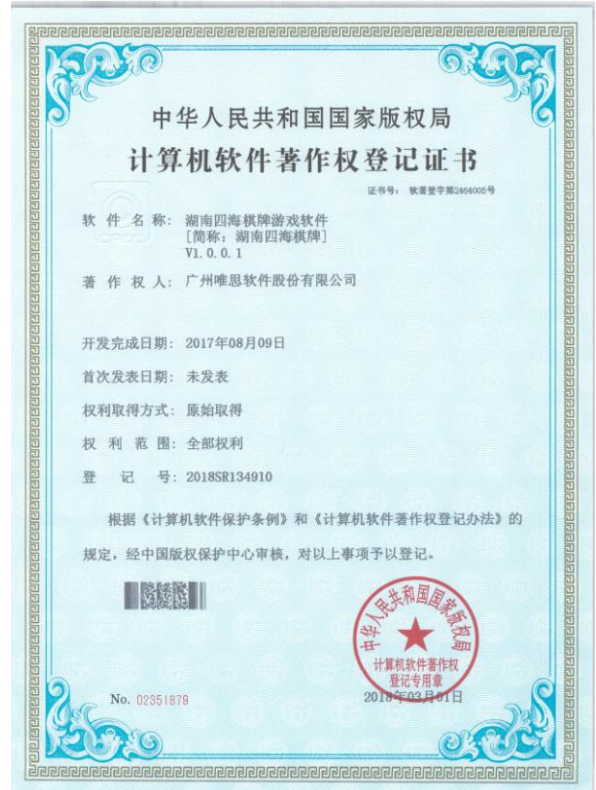 中华人民共和国国家版权局
计算机软件著作权登记证书
证书号： 软著登字第2464005号
软 件 名 称： 湖南四海棋牌游戏软件
[简称：湖南四海棋牌]
V1.0.0.1
著 作 权 人： 广州唯思软件股份有限公司
开发完成日期： 2017年08月09日
首次发表日期： 未发表
权利取得方式： 原始取得
权 利 范 围： 全部权利
登 记 号： 2018SR134910
根据《计算机软件保护条例》和《计算机软件著作权登记办法》的
规定，经中国版权保护中心审核，对以上事项予以登记。
中华人民共和国国家版权局
计算机软件著作权
登记专用章
No. 02351879
2018年03月01日